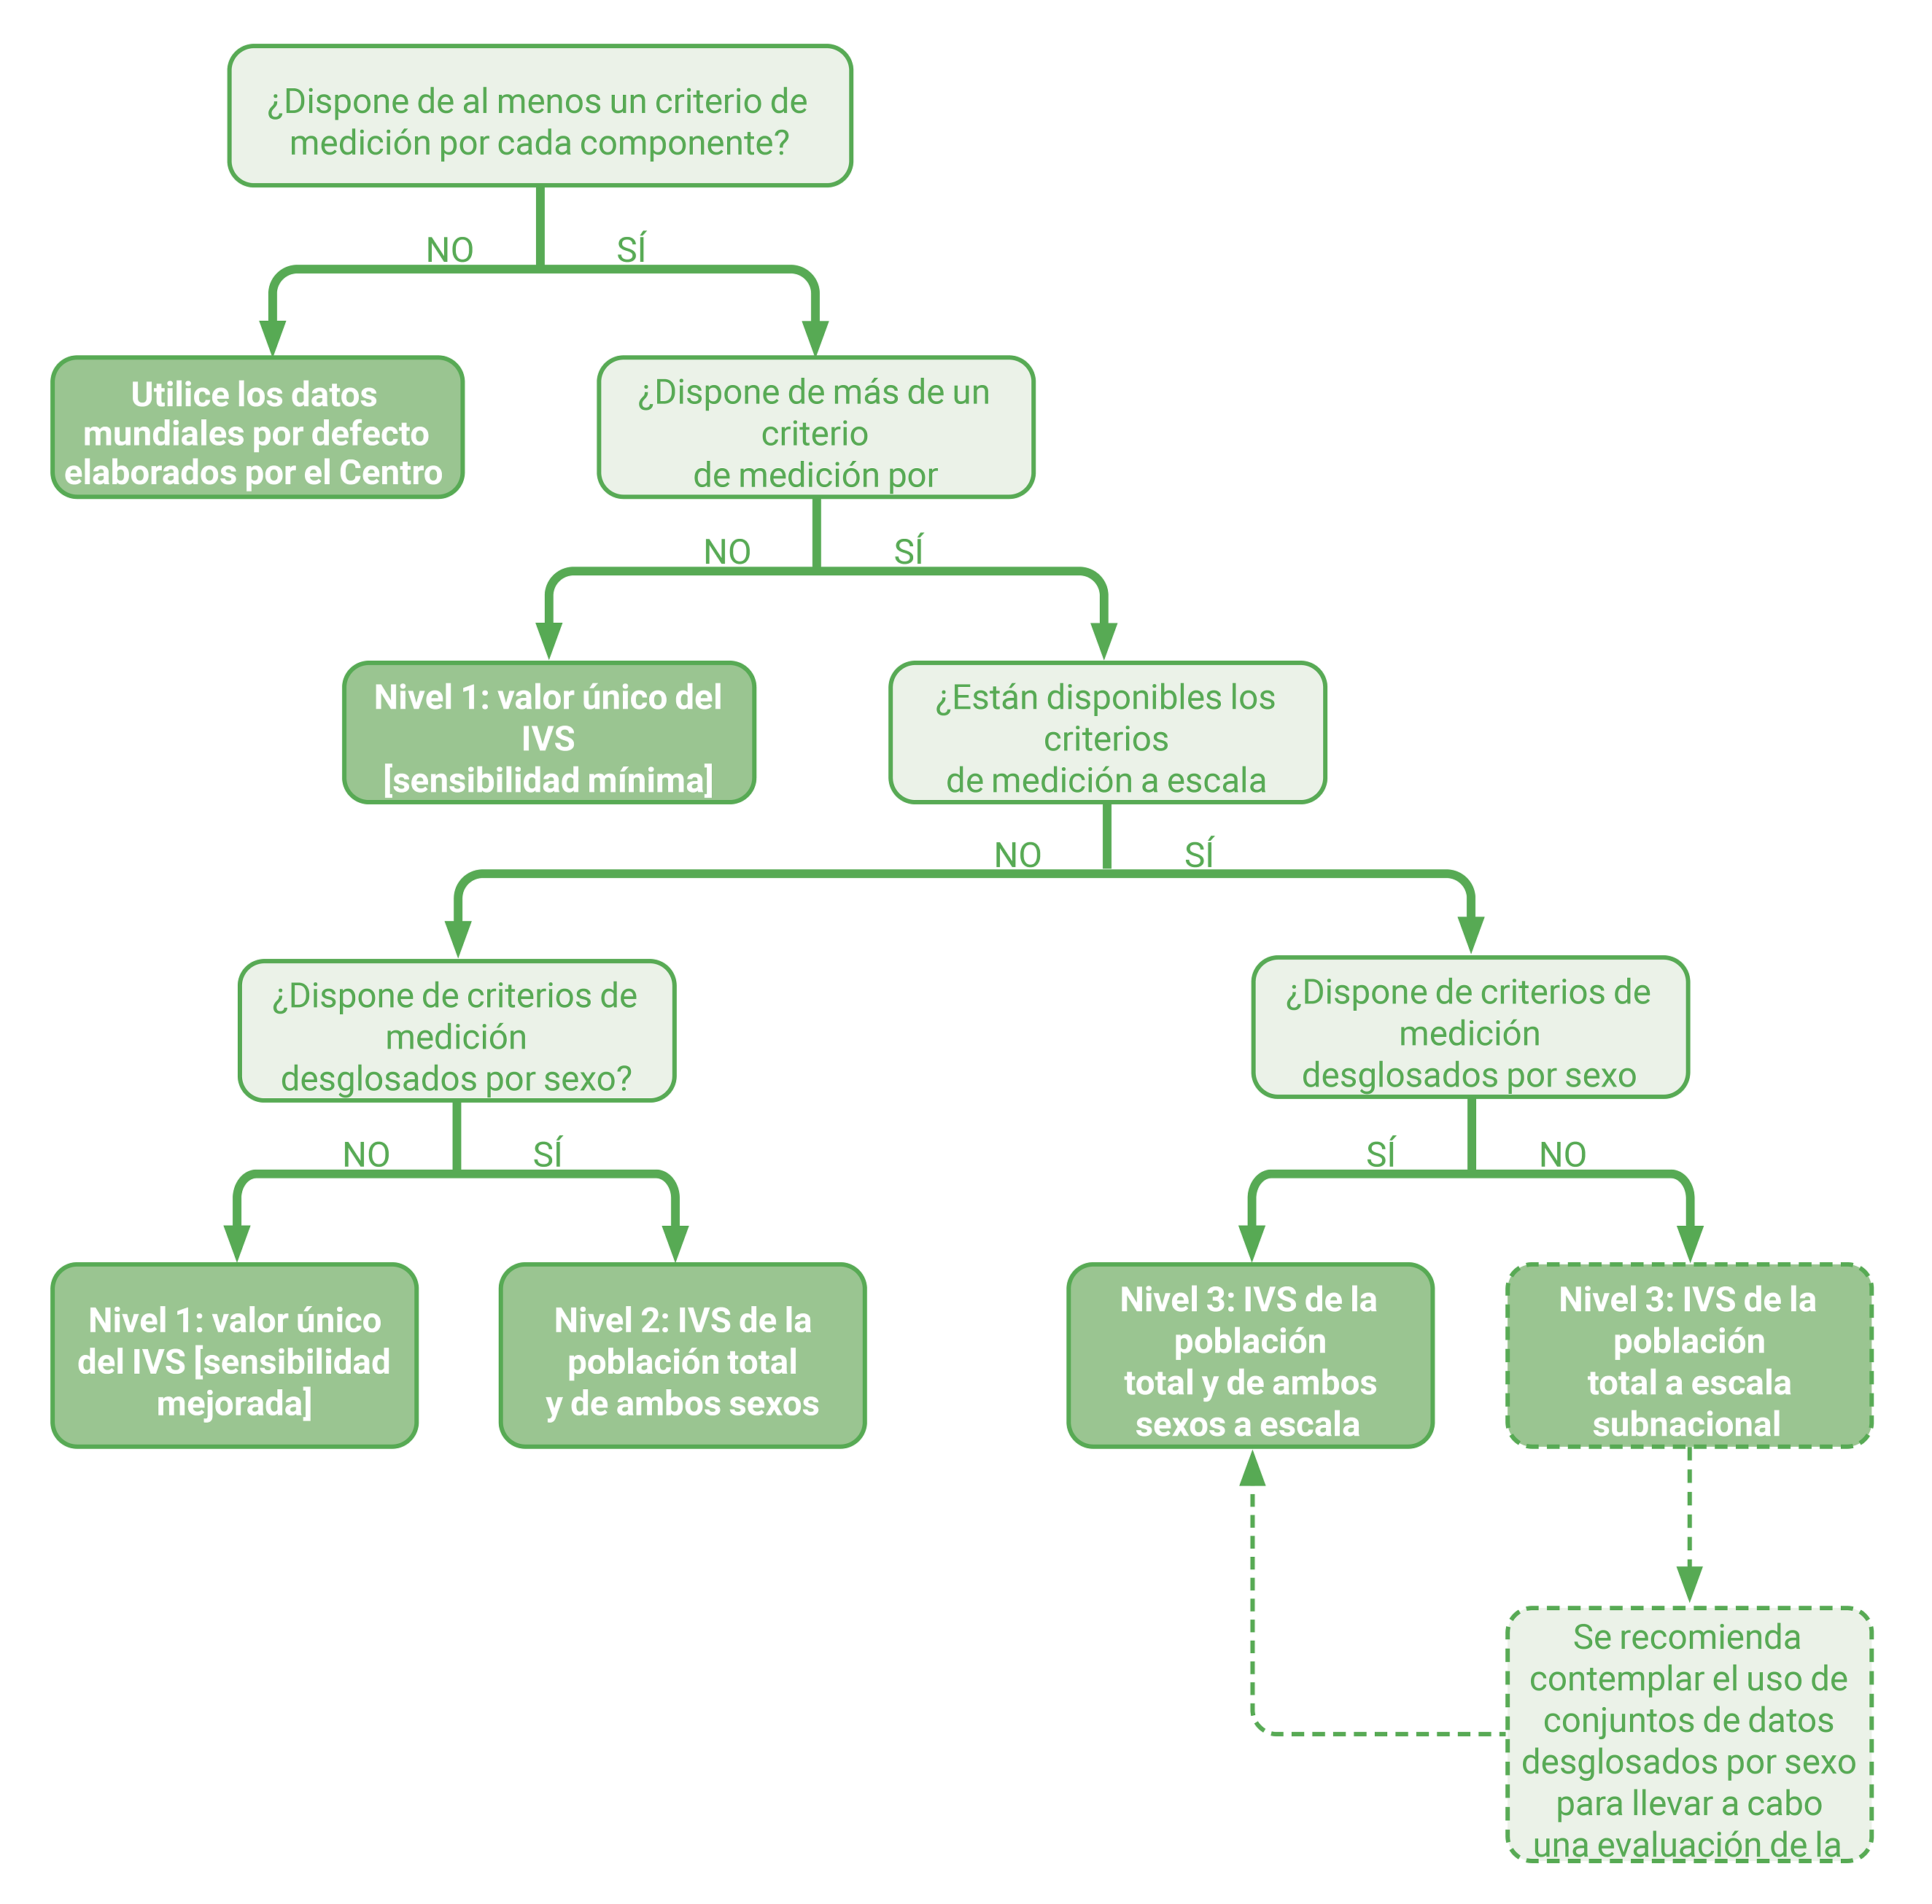 ¿Dispone de al menos un criterio de
medición por cada componente?
NO
SÍ
Utilice los datos
mundiales por defecto
elaborados por el Centro
¿Dispone de más de un
criterio
de medición por
NO
SÍ
Nivel 1: valor único del
IVS
[sensibilidad mínima]
¿Están disponibles los
criterios
de medición a escala
NO
SÍ
¿Dispone de criterios de
medición
desglosados por sexo?
¿Dispone de criterios de
medición
desglosados por sexo
NO
SÍ
SÍ
NO
Nivel 1: valor único
del IVS [sensibilidad
mejorada]
Nivel 2: IVS de la
población total
y de ambos sexos
Nivel 3: IVS de la
población
total y de ambos
sexos a escala
Nivel 3: IVS de la
población
total a escala
subnacional
Se recomienda
contemplar el uso de
conjuntos de datos
desglosados por sexo
para llevar a cabo
una evaluación de la